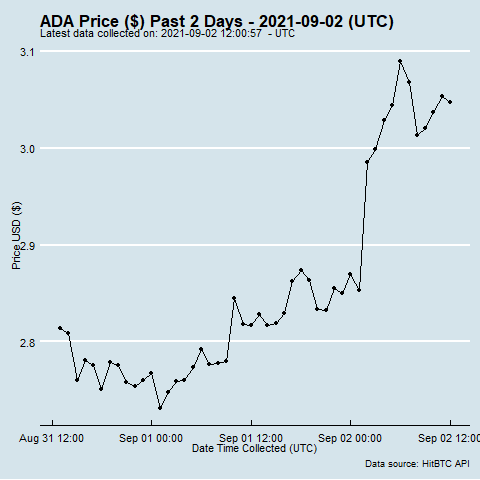 ADA Price ($) Past 2 Days - 2021-09-02 (UTC)
Latest data collected on: 2021-09-02 12:00:57  - UTC
3.1
3.0
2.9
2.8
Price USD ($)
Aug 31 12:00
Sep 01 00:00
Sep 01 12:00
Sep 02 00:00
Sep 02 12:00
Date Time Collected (UTC)
Data source: HitBTC API